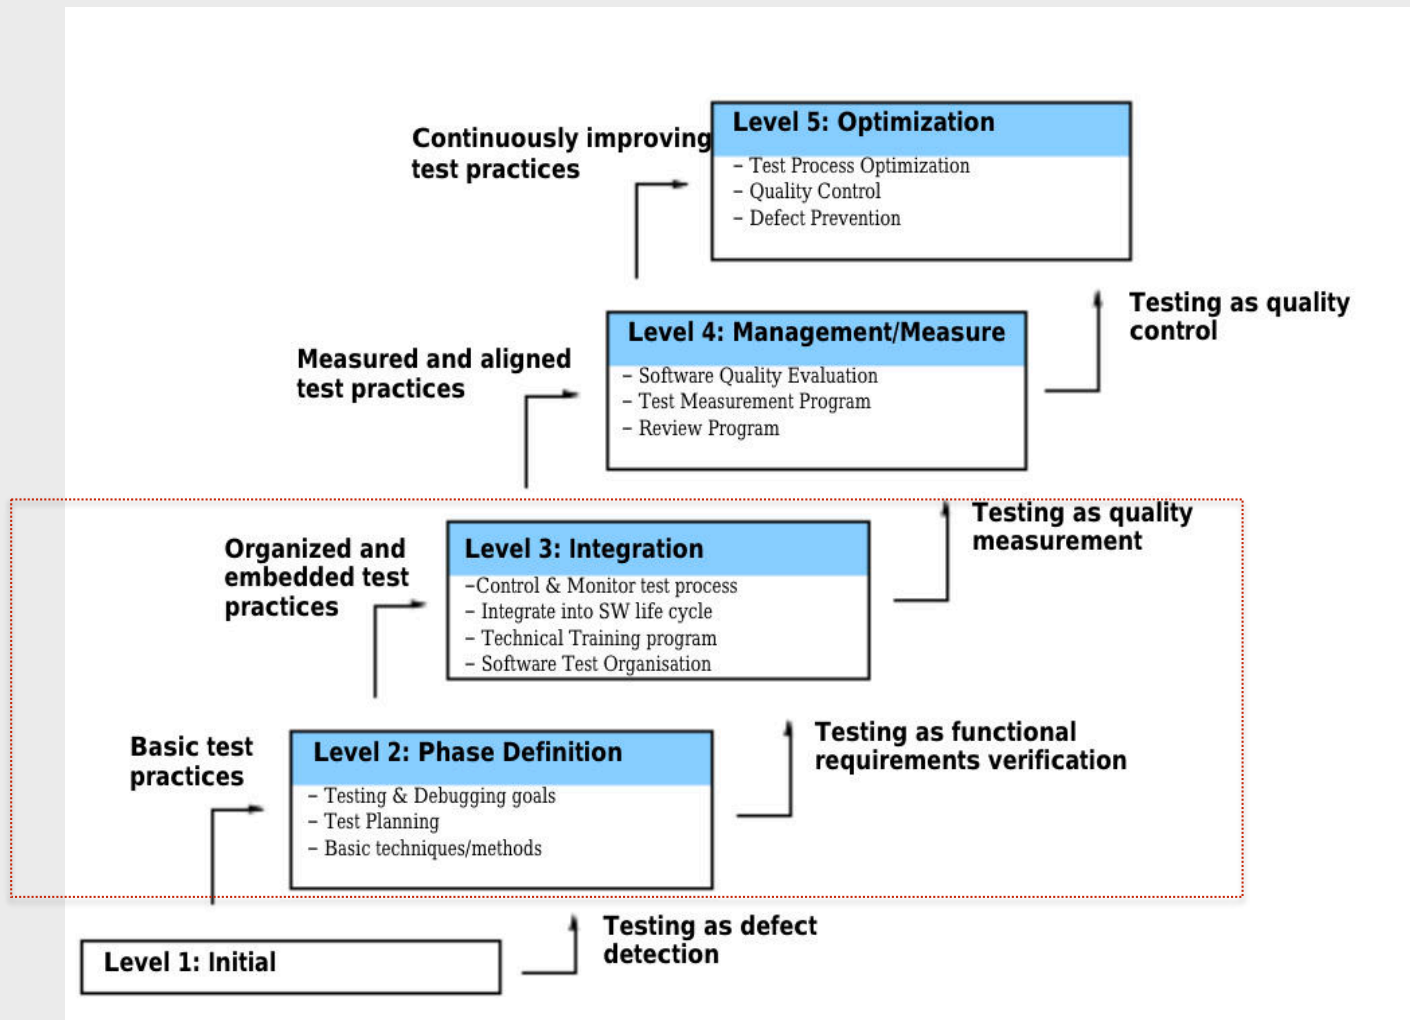 Continuously improving
test practices
Level 5: Optimization
– Test Process Optimization
– Quality Control
– Defect Prevention
Testing as quality
control
Measured and aligned
test practices
Level 4: Management/Measure
– Software Quality Evaluation
– Test Measurement Program
– Review Program
Testing as quality
measurement
Organized and
embedded test
practices
Level 3: Integration
–Control & Monitor test process
– Integrate into SW life cycle
– Technical Training program
– Software Test Organisation
Testing as functional
requirements verification
Basic test
practices
Level 2: Phase Definition
– Testing & Debugging goals
– Test Planning
– Basic techniques/methods
Testing as defect
detection
Level 1: Initial